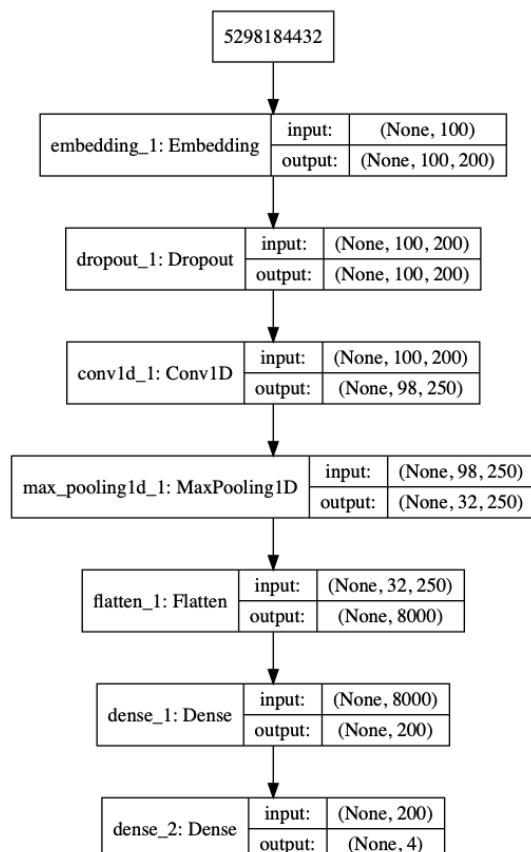 5298184432
embedding_1: Embedding
input:
(None, 100)
output:
(None, 100, 200)
dropout_1: Dropout
input:
(None, 100, 200)
output:
(None, 100, 200)
conv1d_1: Conv1D
input:
(None, 100, 200)
output:
(None, 98, 250)
max_pooling1d_1: MaxPooling1D
input:
(None, 98, 250)
output:
(None, 32, 250)
flatten_1: Flatten
input:
(None, 32, 250)
output:
(None, 8000)
dense_1: Dense
input:
(None, 8000)
output:
(None, 200)
dense_2: Dense
input:
(None, 200)
output:
(None, 4)